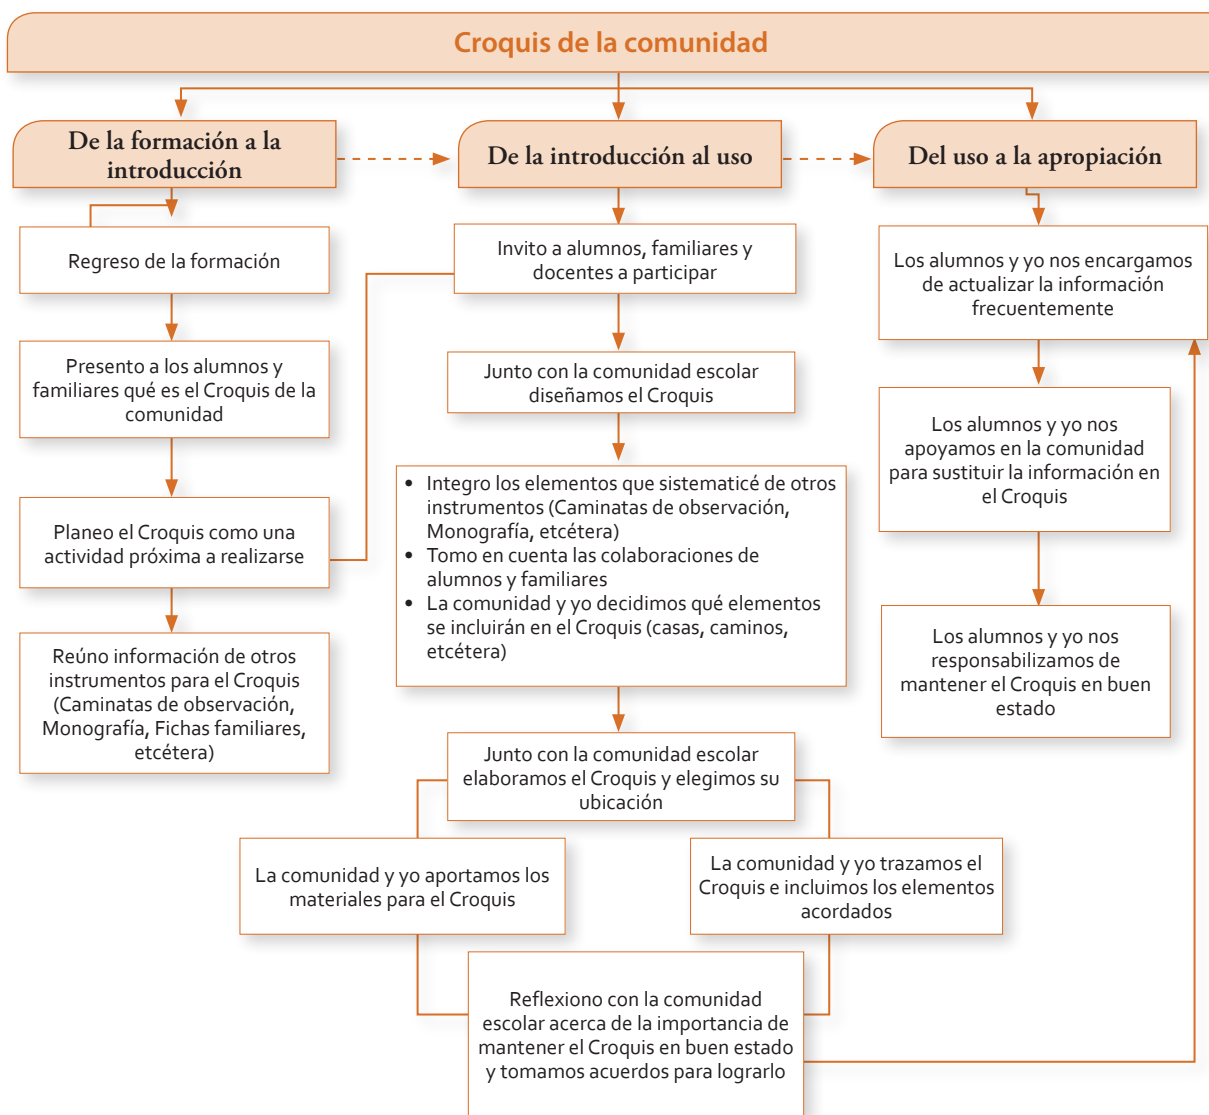 Croquis de la comunidad
De la formación a la
introducción
Regreso de la formación
Presento a los alumnos y
familiares qué es el Croquis de la
comunidad
Planeo el Croquis como una
actividad próxima a realizarse
Reúno información de otros
instrumentos para el Croquis
(Caminatas de observación,
Monografía, Fichas familiares,
etcétera)
De la introducción al uso
Invito a alumnos, familiares y
docentes a participar
Junto con la comunidad escolar
diseñamos el Croquis
• Integro los elementos que sistematicé de otros
instrumentos (Caminatas de observación,
Monografía, etcétera)
• Tomo en cuenta las colaboraciones de
alumnos y familiares
• La comunidad y yo decidimos qué elementos
se incluirán en el Croquis (casas, caminos,
etcétera)
Junto con la comunidad escolar
elaboramos el Croquis y elegimos su
ubicación
La comunidad y yo aportamos los
materiales para el Croquis
La comunidad y yo trazamos el
Croquis e incluimos los elementos
acordados
Reflexiono con la comunidad
escolar acerca de la importancia de
mantener el Croquis en buen estado
y tomamos acuerdos para lograrlo
Del uso a la apropiación
Los alumnos y yo nos encargamos
de actualizar la información
frecuentemente
Los alumnos y yo nos
apoyamos en la comunidad
para sustituir la información en
el Croquis
Los alumnos y yo nos
responsabilizamos de
mantener el Croquis en buen
estado